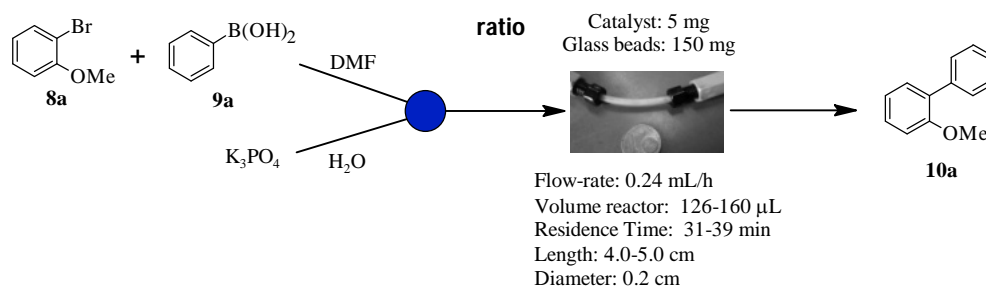 ratio
Catalyst: 5 mg
Glass beads: 150 mg
Br
OMe
8a
+
B(OH)2
9a
DMF
K3PO4
H2O
OMe
10a
Flow-rate: 0.24 mL/h
Volume reactor: 126-160 μL
Residence Time: 31-39 min
Length: 4.0-5.0 cm
Diameter: 0.2 cm